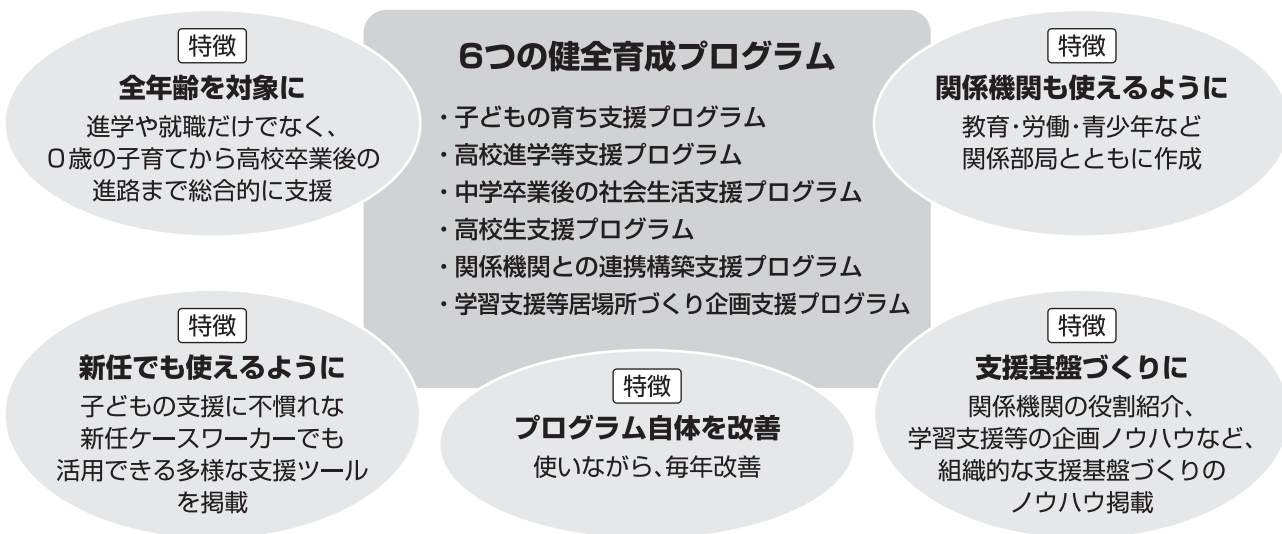 特徴
全年齢を対象に
進学や就職だけでなく、
0歳の子育てから高校卒業後の
進路まで総合的に支援
6つの健全育成プログラム
・子どもの育ち支援プログラム
・高校進学等支援プログラム
・中学卒業後の社会生活支援プログラム
・高校生支援プログラム
・関係機関との連携構築支援プログラム
・学習支援等居場所づくり企画支援プログラム
特徴
関係機関も使えるように
教育・労働・青少年など
関係部局とともに作成
特徴
新任でも使えるように
子どもの支援に不慣れな
新任ケースワーカーでも
活用できる多様な支援ツール
を掲載
特徴
プログラム自体を改善
使いながら、毎年改善
特徴
支援基盤づくりに
関係機関の役割紹介、
学習支援等の企画ノウハウなど、
組織的な支援基盤づくりの
ノウハウ掲載